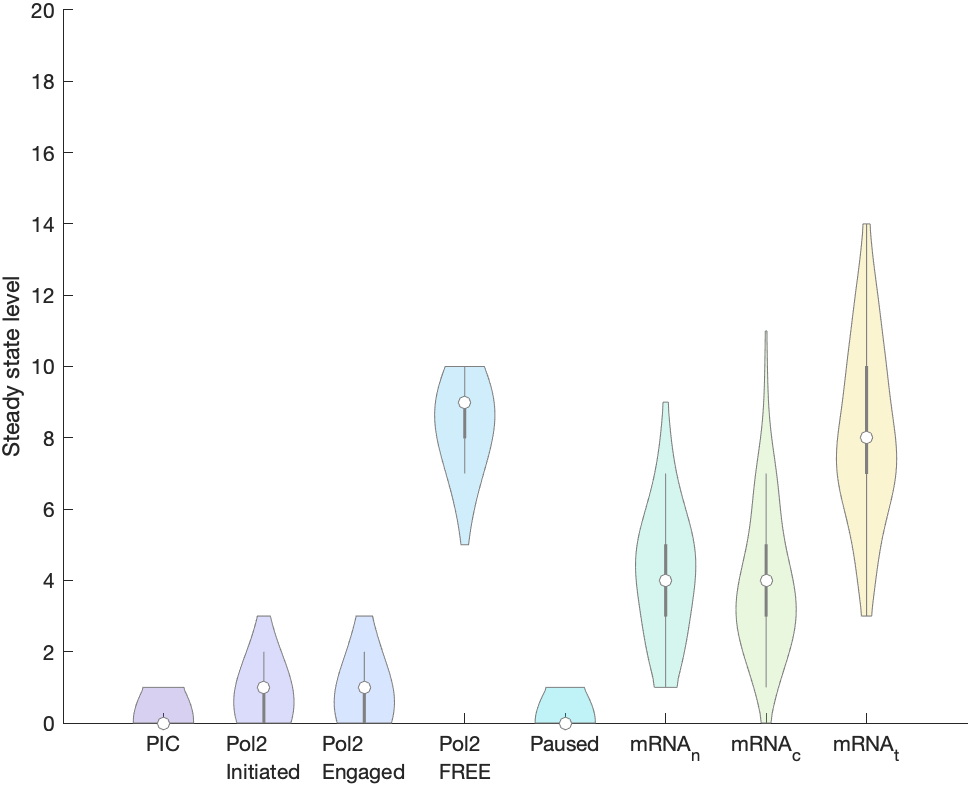 20
18
16
14
12
10
8
6
4
2
0
Steady state level
PIC
Pol2
Initiated
Pol2
Engaged
Pol2
FREE
Paused
mRNAn
mRNAc
mRNAt